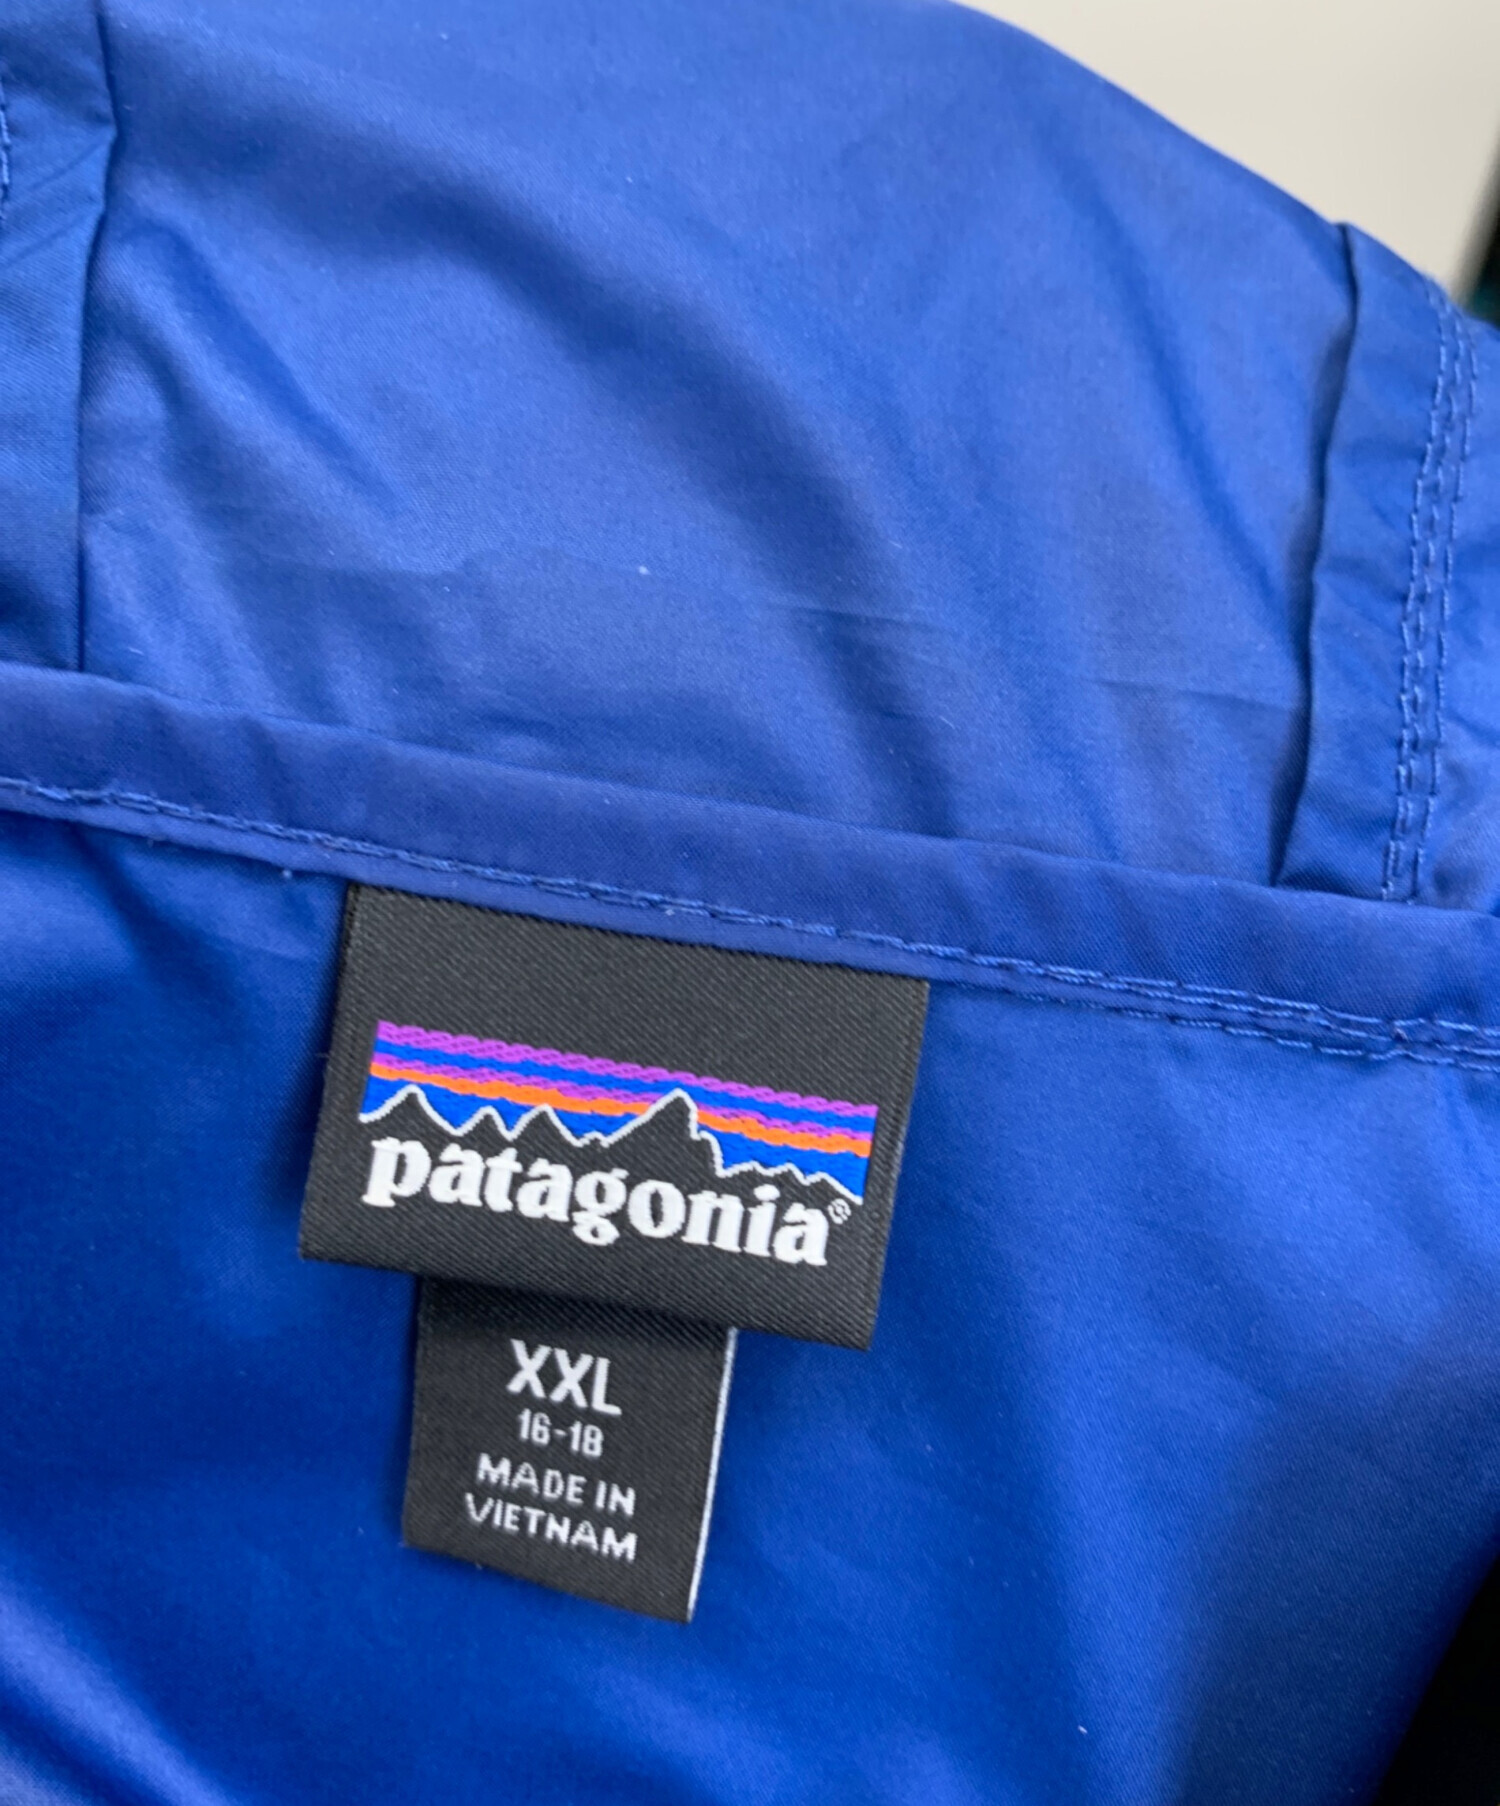 patagonia®
XXL
16-18
MADE IN
VIETNAM